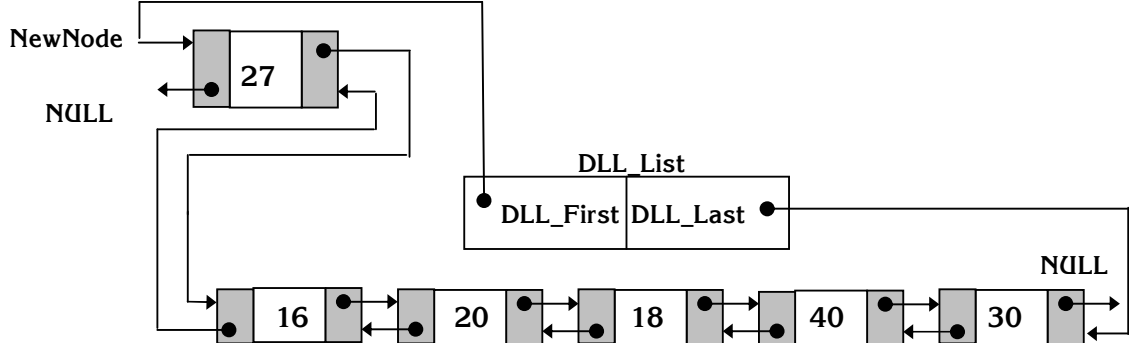 NewNode
27
NULL
DLL_List
DLL_First DLL_Last
NULL
16 20 18 40 30